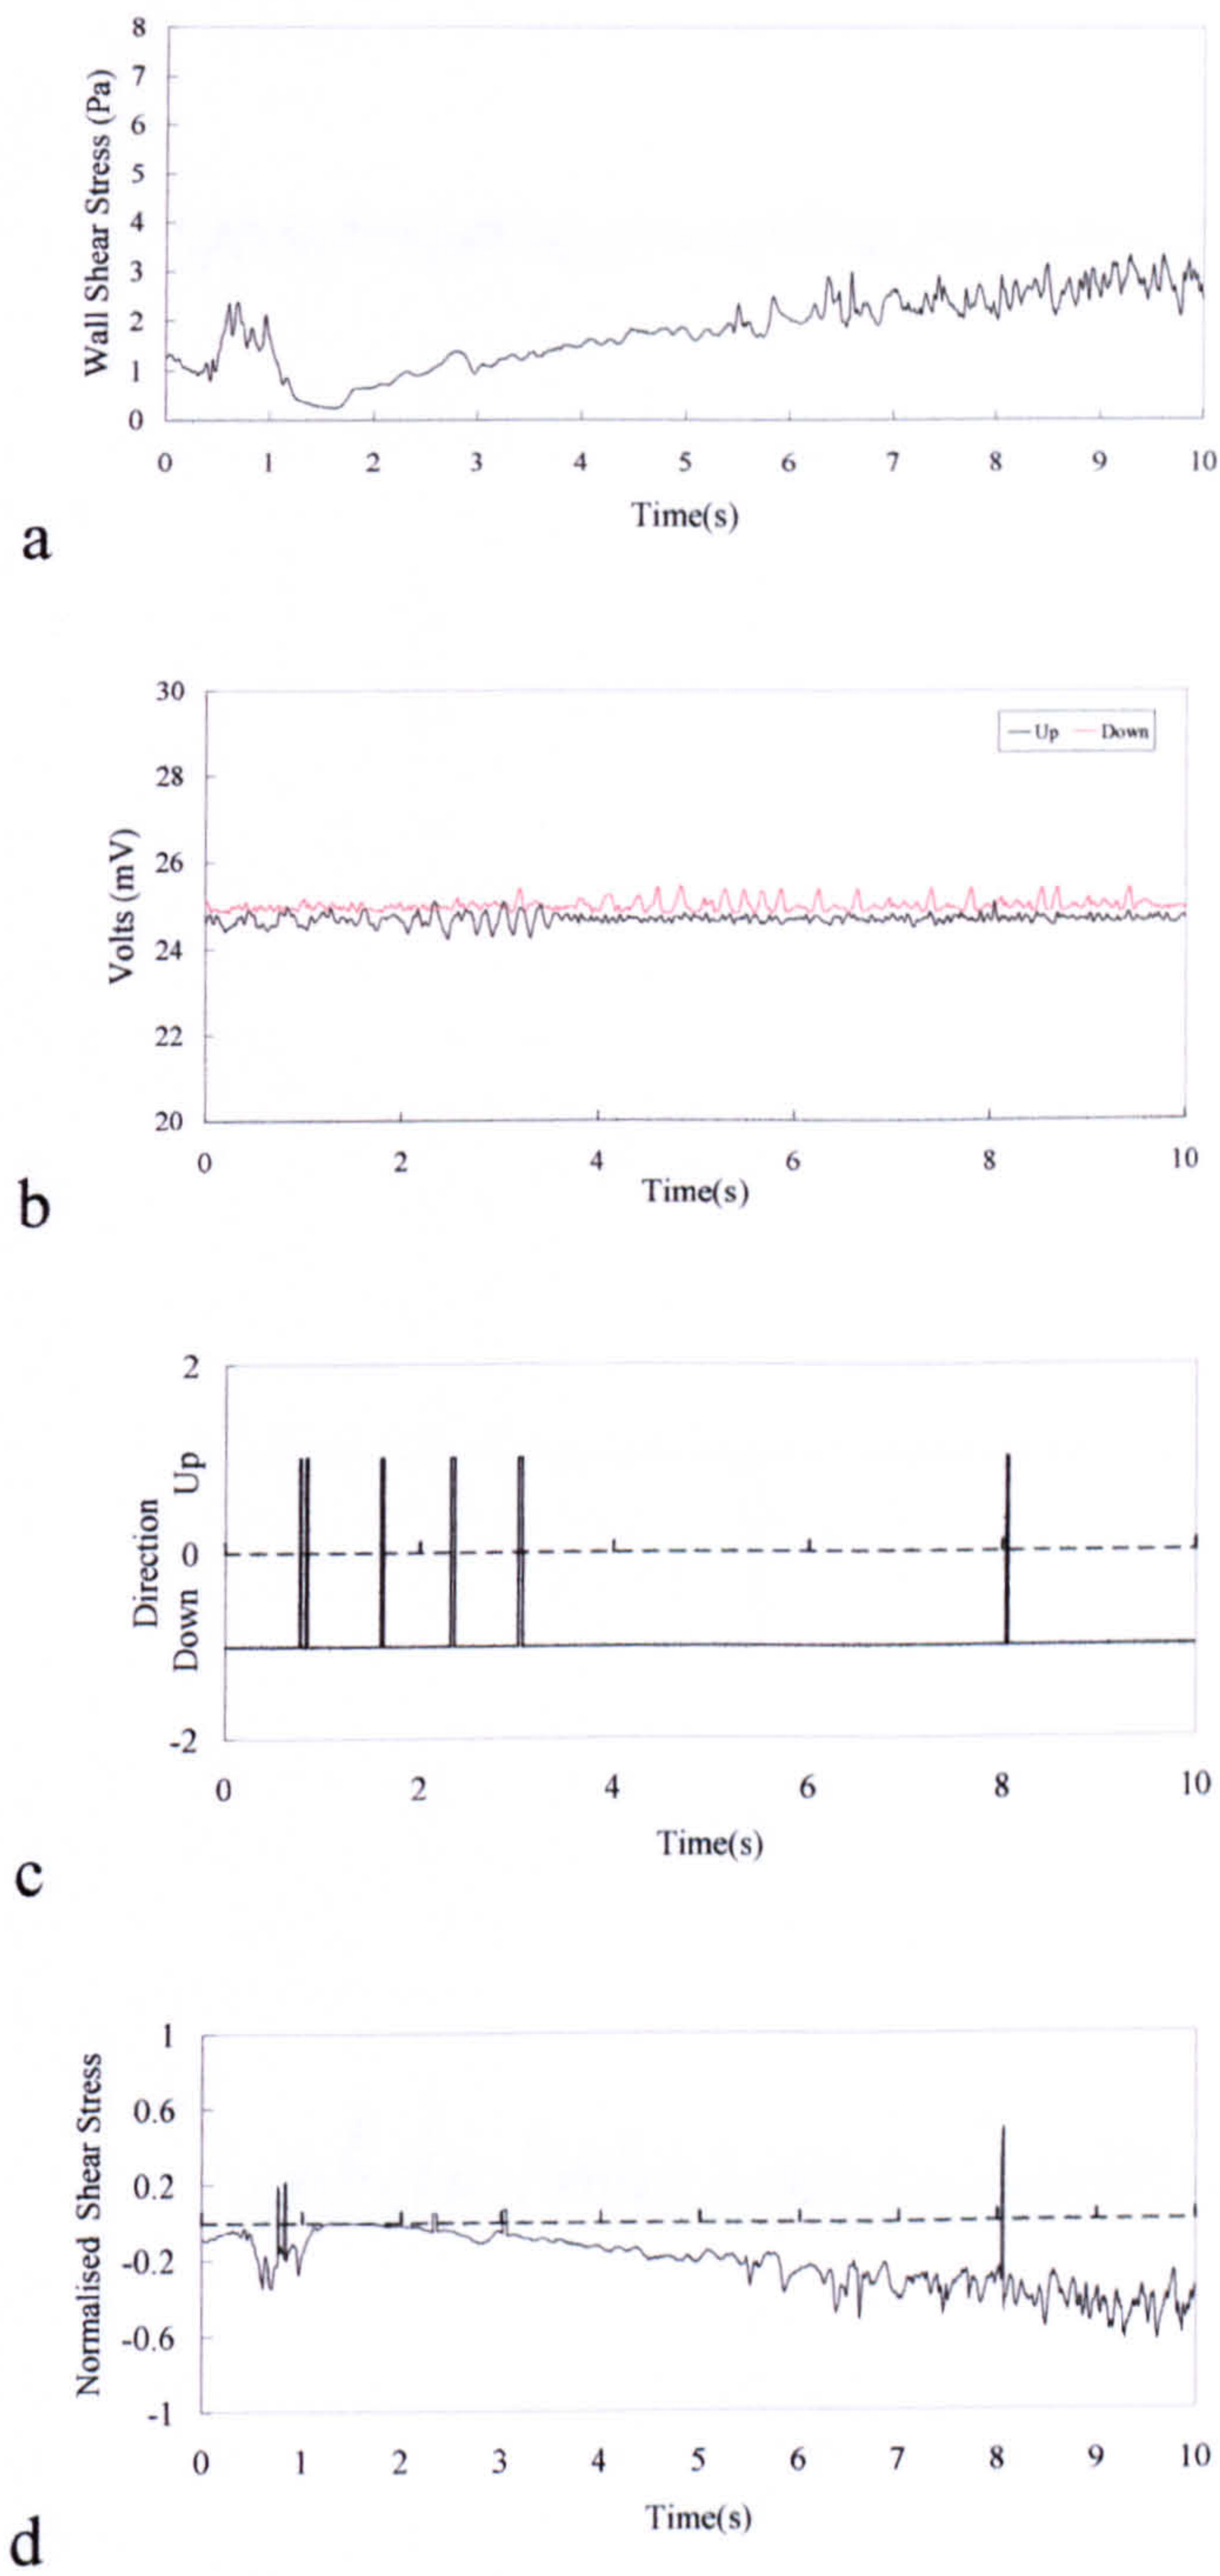 8
7
6
5
4
3
2
1
0
Wall Shear Stress (Pa)
0 1 2 3 4 5 6 7 8 9 10
Time(s)
a
30
28
26
24
22
20
Volts (mV)
Up Down
0 2 4 6 8 10
Time(s)
b
2
0
-2
Direction
Down Up
0 2 4 6 8 10
Time(s)
c
1
0.6
0.2
-0.2
-0.6
-1
Normalised Shear Stress
0 1 2 3 4 5 6 7 8 9 10
Time(s)
d